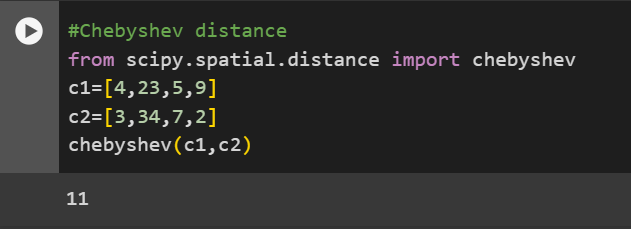 #Chebyshev distance
from scipy.spatial.distance import chebyshev
c1=[4,23,5,9]
c2=[3,34,7,2]
chebyshev(c1,c2)
11